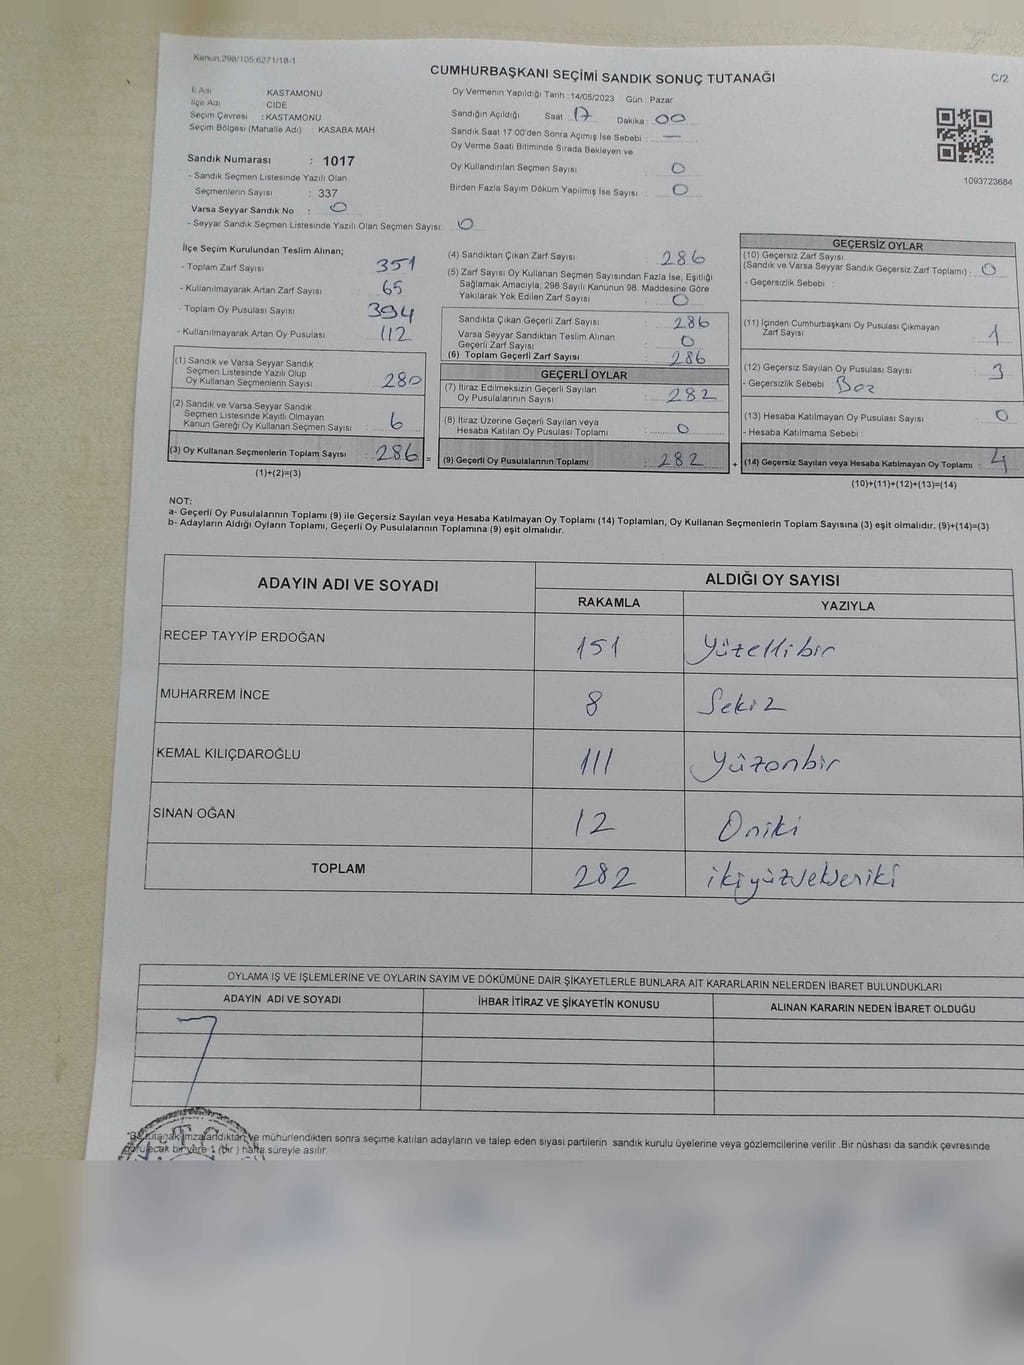 Kanun:298/105,6271/18-1
CUMHURBAŞKANI SEÇİMİ SANDIK SONUÇ TUTANAĞI
C/2
İl Adı KASTAMONU
İlçe Adı CIDE
Seçim Çevresi : KASTAMONU
Seçim Bölgesi (Mahalle Adı) : KASABA MAH
Sandık Numarası : 1017
- Sandık Seçmen Listesinde Yazılı Olan
Seçmenlerin Sayısı : 337
Varsa Seyyar Sandık No : 0
- Seyyar Sandık Seçmen Listesinde Yazılı Olan Seçmen Sayısı: 0
Oy Vermenin Yapıldığı Tarih :14/05/2023 Gün : Pazar
Sandığın Açıldığı Saat : 17 Dakika : 00
Sandık Saat 17:00'den Sonra Açımış İse Sebebi : —
Oy Verme Saati Bitiminde Sırada Bekleyen ve
Oy Kullandırılan Seçmen Sayısı : 0
Birden Fazla Sayım Döküm Yapılmış İse Sayısı : 0
1093723684
İlçe Seçim Kurulundan Teslim Alınan;
- Toplam Zarf Sayısı : 351
- Kullanılmayarak Artan Zarf Sayısı : 65
- Toplam Oy Pusulası Sayısı : 394
- Kullanılmayarak Artan Oy Pusulası : 112
(1) Sandık ve Varsa Seyyar Sandık
Seçmen Listesinde Yazılı Olup
Oy Kullanan Seçmenlerin Sayısı : 280
(2) Sandık ve Varsa Seyyar Sandık
Seçmen Listesinde Kayıtlı Olmayan
Kanun Gereği Oy Kullanan Seçmen Sayısı : 6
(3) Oy Kullanan Seçmenlerin Toplam Sayısı : 286 =
(1)+(2)=(3)
(4) Sandıktan Çıkan Zarf Sayısı : 286
(5) Zarf Sayısı Oy Kullanan Seçmen Sayısından Fazla İse, Eşitliği
Sağlamak Amacıyla, 298 Sayılı Kanunun 98. Maddesine Göre
Yakılarak Yok Edilen Zarf Sayısı : 0
Sandıkta Çıkan Geçerli Zarf Sayısı : 286
Varsa Seyyar Sandıktan Teslim Alınan
Geçerli Zarf Sayısı : 0
(6) Toplam Geçerli Zarf Sayısı : 286
GEÇERLİ OYLAR
(7) İtiraz Edilmeksizin Geçerli Sayılan
Oy Pusulalarının Sayısı : 282
(8) İtiraz Üzerine Geçerli Sayılan veya
Hesaba Katılan Oy Pusulası Toplamı : 0
(9) Geçerli Oy Pusulalarının Toplamı : 282 +
GEÇERSİZ OYLAR
(10) Geçersiz Zarf Sayısı
(Sandık ve Varsa Seyyar Sandık Geçersiz Zarf Toplamı) : 0
- Geçersizlik Sebebi :
(11) İçinden Cumhurbaşkanı Oy Pusulası Çıkmayan
Zarf Sayısı : 1
(12) Geçersiz Sayılan Oy Pusulası Sayısı : 3
- Geçersizlik Sebebi : Boz
(13) Hesaba Katılmayan Oy Pusulası Sayısı : 0
- Hesaba Katılmama Sebebi :
(14) Geçersiz Sayılan veya Hesaba Katılmayan Oy Toplamı : 4
(10)+(11)+(12)+(13)=(14)
NOT:
a- Geçerli Oy Pusulalarının Toplamı (9) ile Geçersiz Sayılan veya Hesaba Katılmayan Oy Toplamı (14) Toplamları, Oy Kullanan Seçmenlerin Toplam Sayısına (3) eşit olmalıdır. (9)+(14)=(3)
b- Adayların Aldığı Oyların Toplamı, Geçerli Oy Pusulalarının Toplamına (9) eşit olmalıdır.
ADAYIN ADI VE SOYADI
ALDIĞI OY SAYISI
RAKAMLA YAZIYLA
RECEP TAYYİP ERDOĞAN 151 Yüzellibir
MUHARREM İNCE 8 Sekiz
KEMAL KILIÇDAROĞLU 111 Yüzonbir
SİNAN OĞAN 12 Oniki
TOPLAM 282 ikiyüzsekseniki
OYLAMA İŞ VE İŞLEMLERİNE VE OYLARIN SAYIM VE DÖKÜMÜNE DAİR ŞİKAYETLERLE BUNLARA AİT KARARLARIN NELERDEN İBARET BULUNDUKLARI
ADAYIN ADI VE SOYADI İHBAR İTİRAZ VE ŞİKAYETİN KONUSU ALINAN KARARIN NEDEN İBARET OLDUĞU
*Bu tutanak imzalandıktan ve mühürlendikten sonra seçime katılan adayların ve talep eden siyasi partilerin sandık kurulu üyelerine veya gözlemcilerine verilir .Bir nüshası da sandık çevresinde
görülecek bir yere 1 (bir ) hafta süreyle asılır.
T.C.